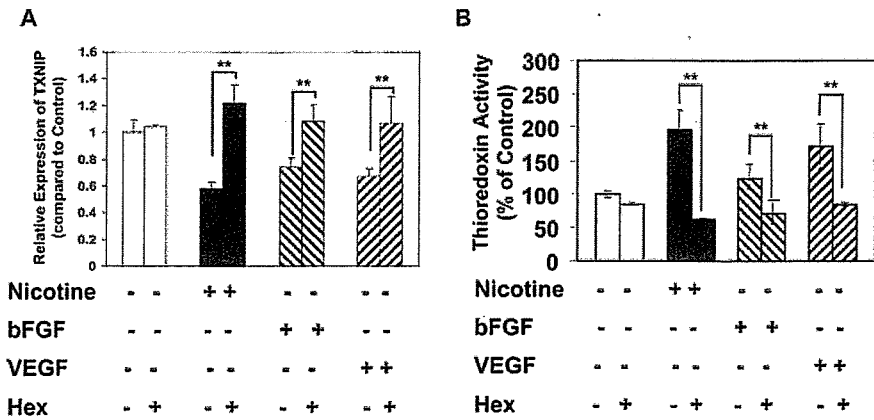 A
Relative Expression of TXNIP
(compared to Control)
1.6
1.4
1.2
1
0.8
0.6
0.4
0.2
0
** ** **
Nicotine - - + + - - - -
bFGF - - - - + + - -
VEGF - - - - - - + +
Hex - + - + - + - +
B
Thioredoxin Activity
(% of Control)
300
250
200
150
100
50
0
** ** **
Nicotine - - + + - - - -
bFGF - - - - + + - -
VEGF - - - - - - + +
Hex - + - + - + - +